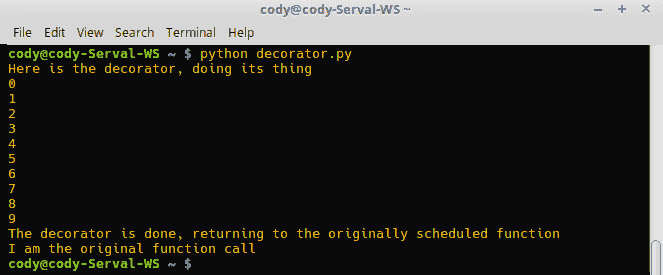 cody@cody-Serval-WS ~
File Edit View Search Terminal Help
cody@cody-Serval-WS ~ $ python decorator.py
Here is the decorator, doing its thing
0
1
2
3
4
5
6
7
8
9
The decorator is done, returning to the originally scheduled function
I am the original function call
cody@cody-Serval-WS ~ $